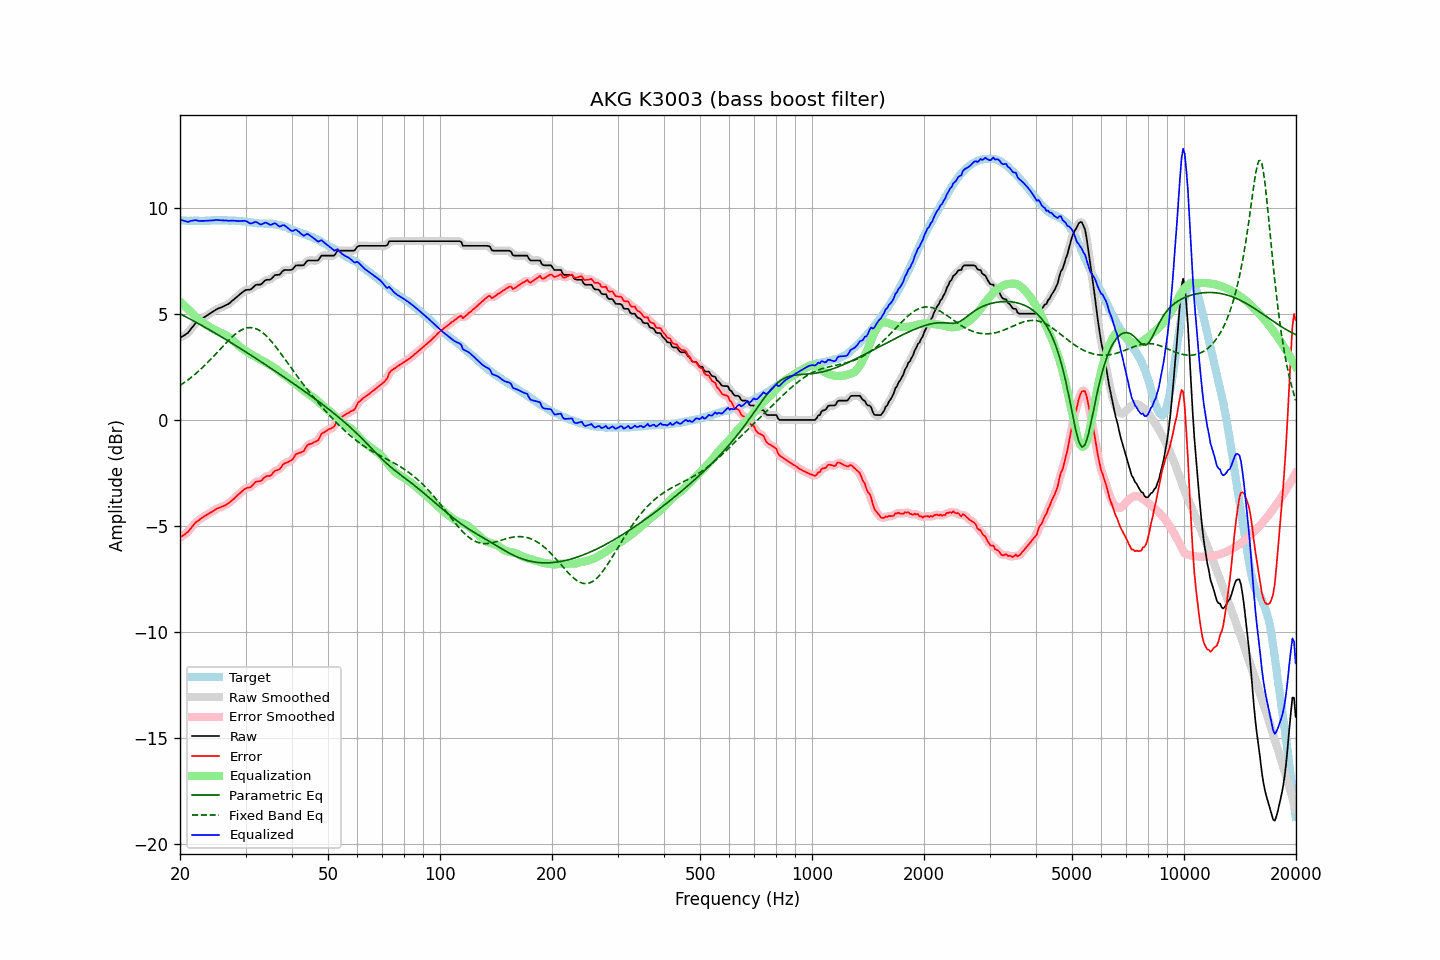 AKG K3003 (bass boost filter)
Amplitude (dBr)
10
5
0
−5
−10
−15
−20
Target
Raw Smoothed
Error Smoothed
Raw
Error
Equalization
Parametric Eq
Fixed Band Eq
Equalized
20
50
100
200
500
1000
2000
5000
10000
20000
Frequency (Hz)